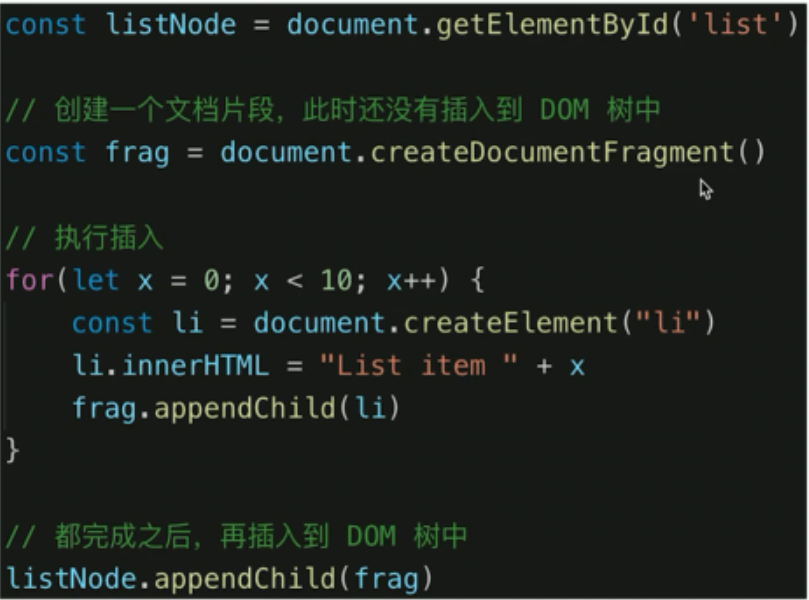 const listNode = document.getElementById('list')
// 创建一个文档片段，此时还没有插入到 DOM 树中
const frag = document.createDocumentFragment()
// 执行插入
for(let x = 0; x < 10; x++) {
    const li = document.createElement("li")
    li.innerHTML = "List item " + x
    frag.appendChild(li)
}
// 都完成之后，再插入到 DOM 树中
listNode.appendChild(frag)